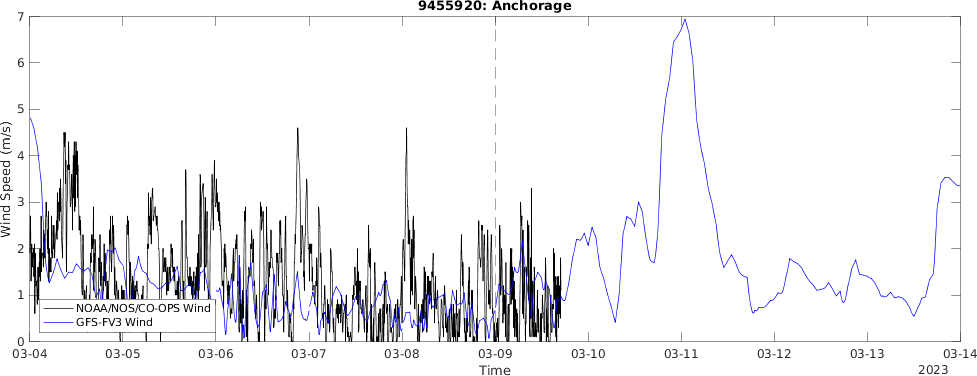 9455920: Anchorage
Wind Speed (m/s)
7
6
5
4
3
2
1
0
NOAA/NOS/CO-OPS Wind
GFS-FV3 Wind
03-04 03-05 03-06 03-07 03-08 03-09 03-10 03-11 03-12 03-13 03-14
Time
2023